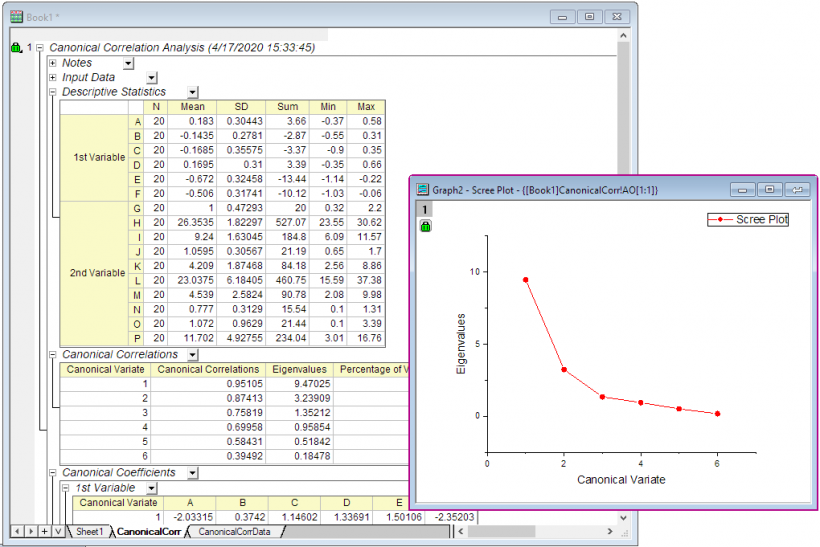 Book1 *
1 Canonical Correlation Analysis (4/17/2020 15:33:45)
Notes
Input Data
Descriptive Statistics
N Mean SD Sum Min Max
1st Variable
A 20 0.183 0.30443 3.66 -0.37 0.58
B 20 -0.1435 0.2781 -2.87 -0.55 0.31
C 20 -0.1685 0.35575 -3.37 -0.9 0.35
D 20 0.1695 0.31 3.39 -0.35 0.66
E 20 -0.672 0.32458 -13.44 -1.14 -0.22
F 20 -0.506 0.31741 -10.12 -1.03 -0.06
2nd Variable
G 20 1 0.47293 20 0.32 2.2
H 20 26.3535 1.82297 527.07 23.55 30.62
I 20 9.24 1.63045 184.8 6.09 11.57
J 20 1.0595 0.30567 21.19 0.65 1.7
K 20 4.209 1.87468 84.18 2.56 8.86
L 20 23.0375 6.18405 460.75 15.59 37.38
M 20 4.539 2.5824 90.78 2.08 9.98
N 20 0.777 0.3129 15.54 0.1 1.31
O 20 1.072 0.9629 21.44 0.1 3.39
P 20 11.702 4.92755 234.04 3.01 16.76
Canonical Correlations
Canonical Variate Canonical Correlations Eigenvalues Percentage of V
1 0.95105 9.47025
2 0.87413 3.23909
3 0.75819 1.35212
4 0.69958 0.95854
5 0.58431 0.51842
6 0.39492 0.18478
Canonical Coefficients
1st Variable
Canonical Variate A B C D E
1 -2.03315 0.3742 1.14602 1.33691 1.50106 -2.35203
Sheet1 CanonicalCorr CanonicalCorrData
Graph2 - Scree Plot - {[Book1]CanonicalCorr!AO[1:1]}
1
Scree Plot
10
5
0
Eigenvalues
0 2 4 6
Canonical Variate